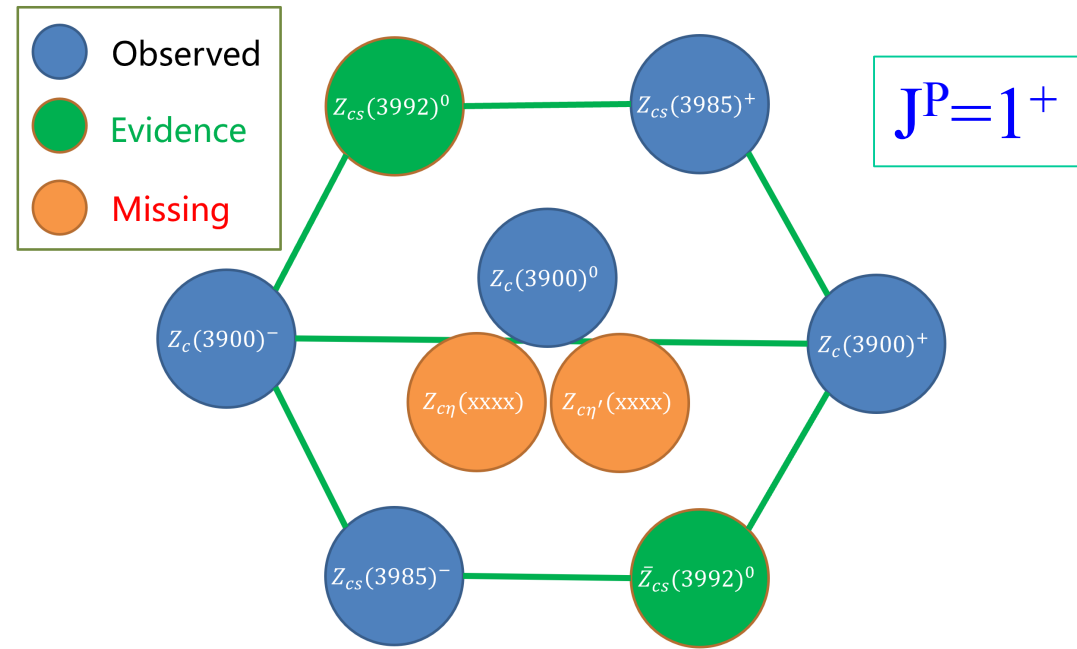 Observed
Evidence
Missing
J^P=1^+
Z_cs(3992)^0
Z_cs(3985)^+
Z_c(3900)^0
Z_c(3900)^−
Z_c(3900)^+
Z_cη(xxxx)
Z_cη′(xxxx)
Z_cs(3985)^−
Z̄_cs(3992)^0